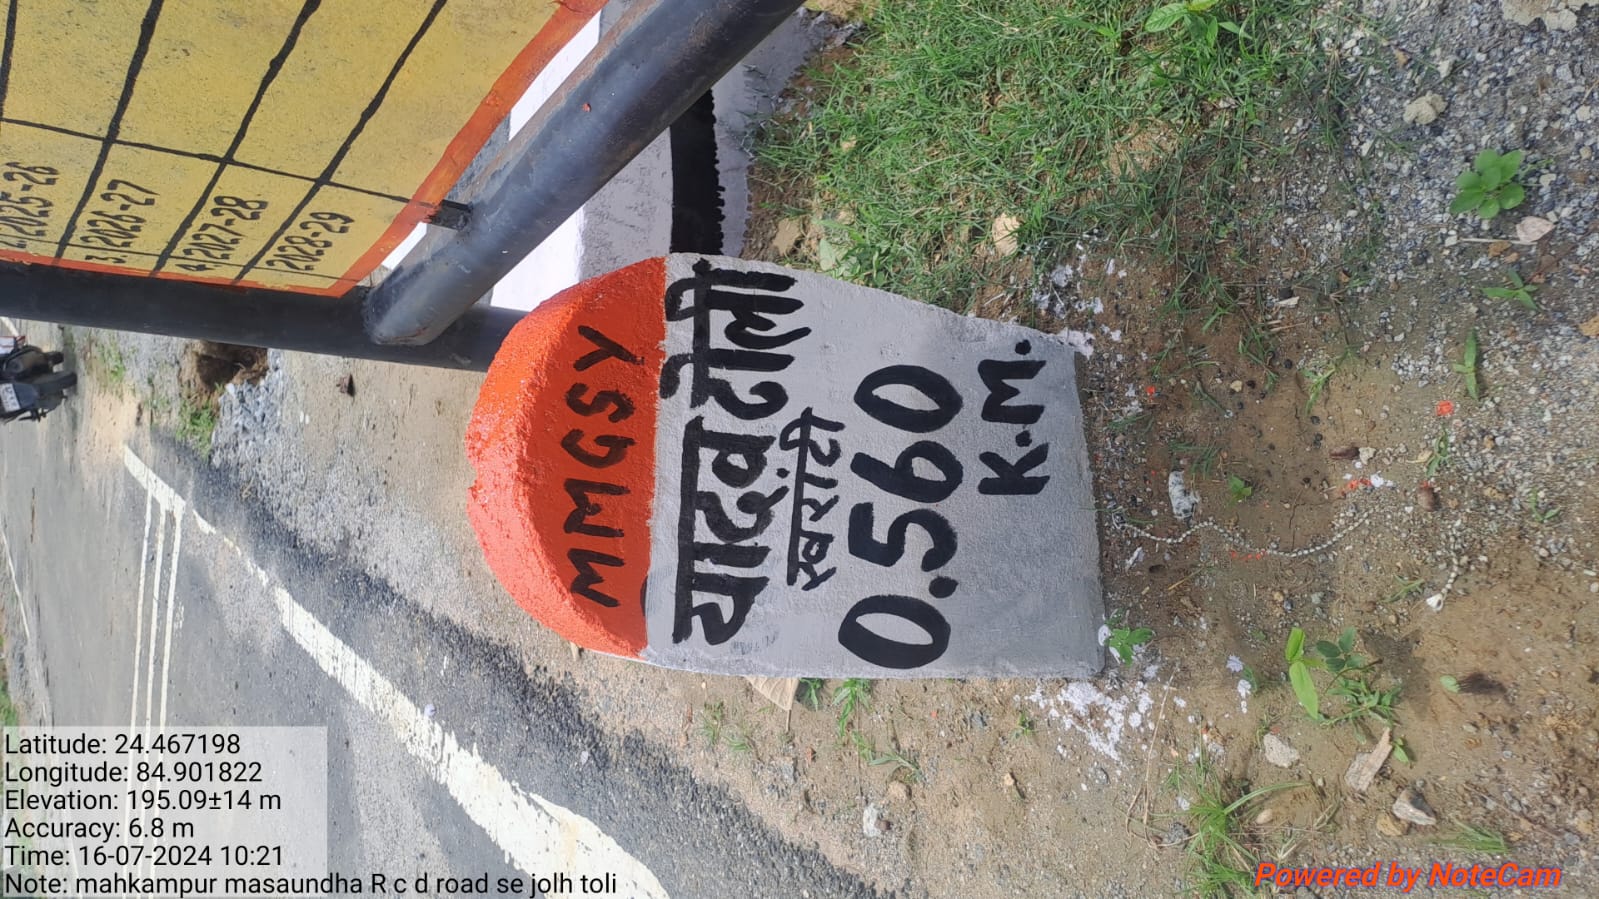 MMGSY
यादव टोली
खराटी
0.560
K.M.
2025-26
3. 2026-27
4. 2027-28
2028-29
Latitude: 24.467198
Longitude: 84.901822
Elevation: 195.09±14 m
Accuracy: 6.8 m
Time: 16-07-2024 10:21
Note: mahkampur masaundha R c d road se jolh toli
Powered by NoteCam